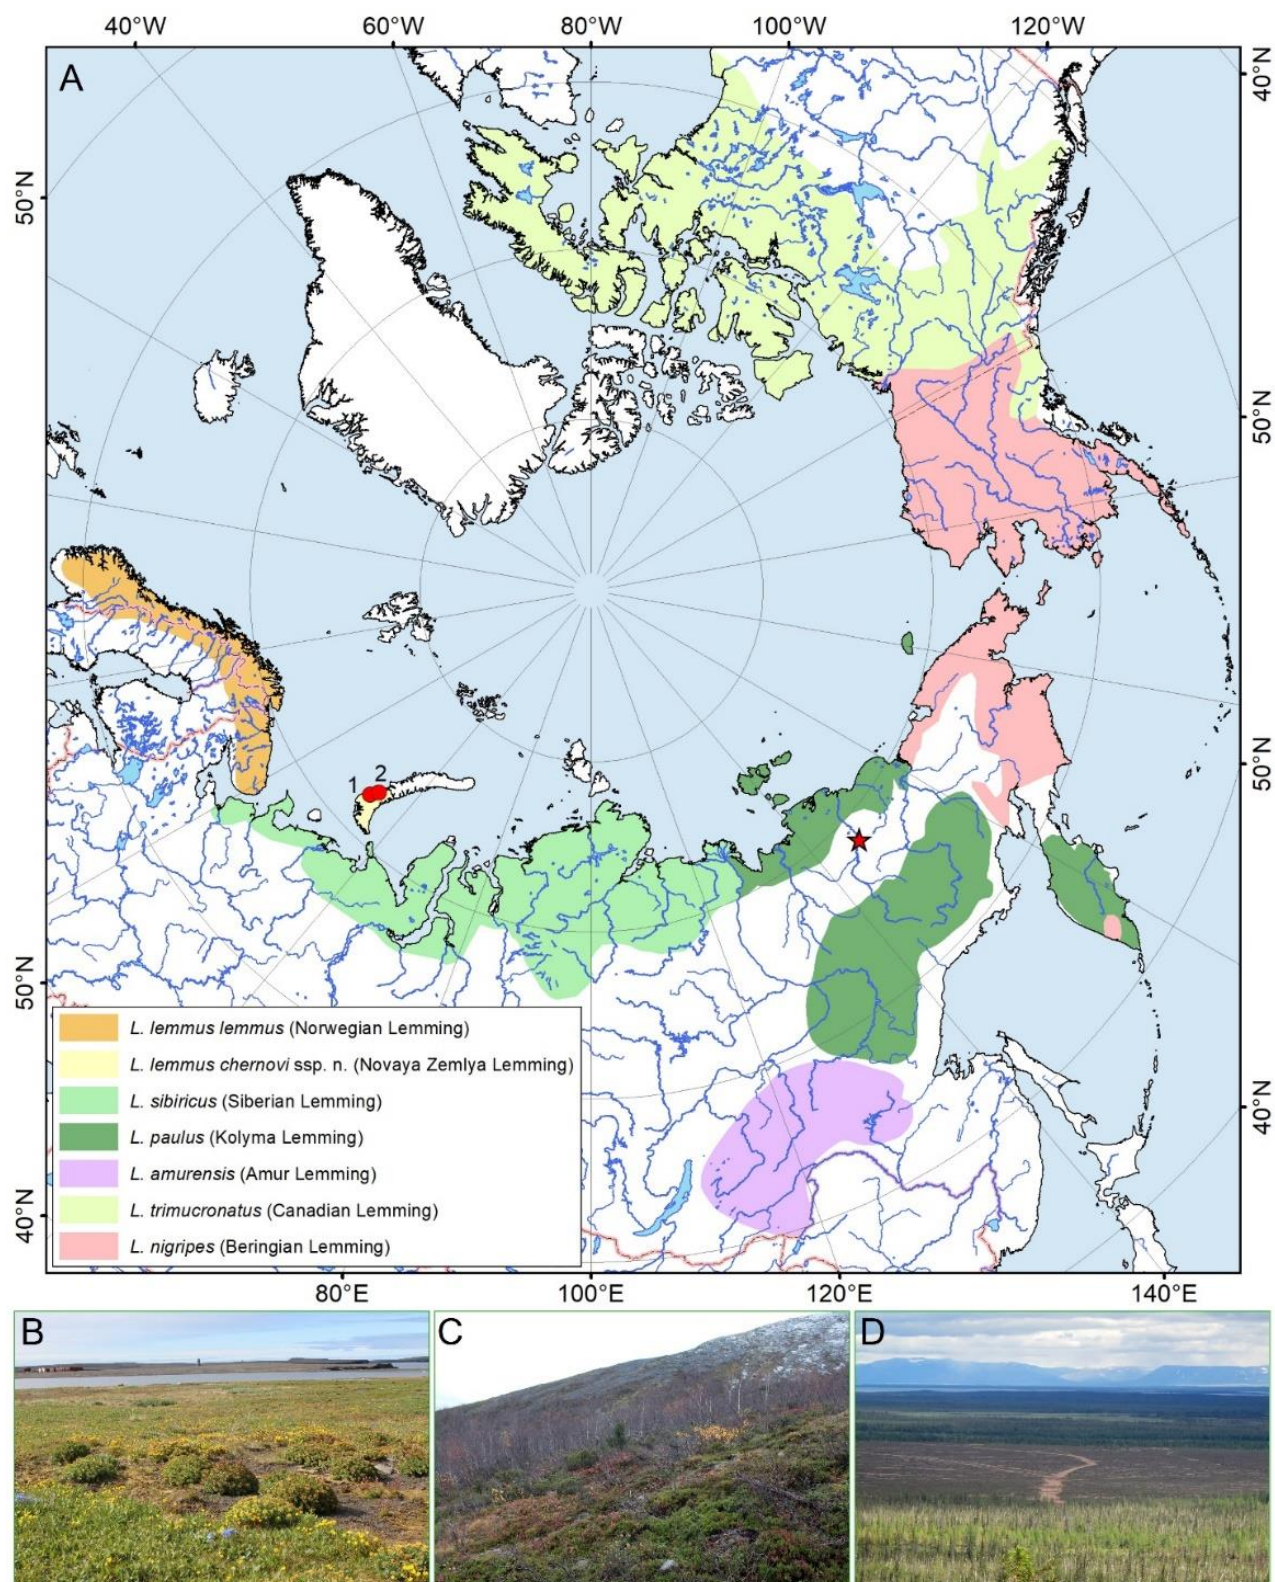 40°W 60°W 80°W 100°W 120°W
A
40°N
50°N
50°N
50°N
1 2
50°N
40°N
40°N
L. lemmus lemmus (Norwegian Lemming)
L. lemmus chernovi ssp. n. (Novaya Zemlya Lemming)
L. sibiricus (Siberian Lemming)
L. paulus (Kolyma Lemming)
L. amurensis (Amur Lemming)
L. trimucronatus (Canadian Lemming)
L. nigripes (Beringian Lemming)
80°E 100°E 120°E 140°E
B C D